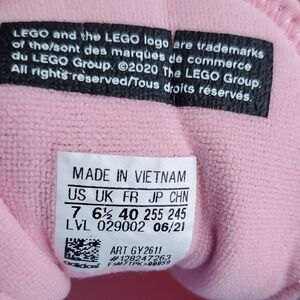 LEGO and the LEGO logo are trademarks
of the/sont des marques de commerce
du LEGO Group. ©2020 The LEGO Group.
All rights reserved/Tous droits réservés.
MADE IN VIETNAM
US UK FR JP CHN
7 6½ 40 255 245
LVL 029002 06/21
ART GY2611
#128247263
adidas